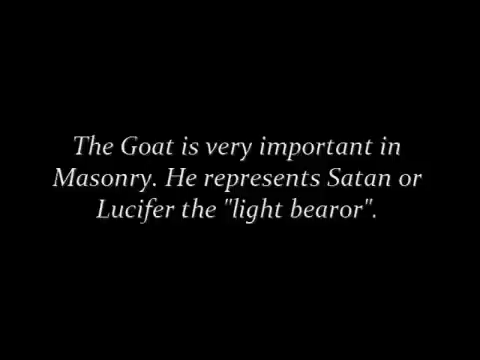 The Goat is very important in
Masonry. He represents Satan or
Lucifer the "light bearor".